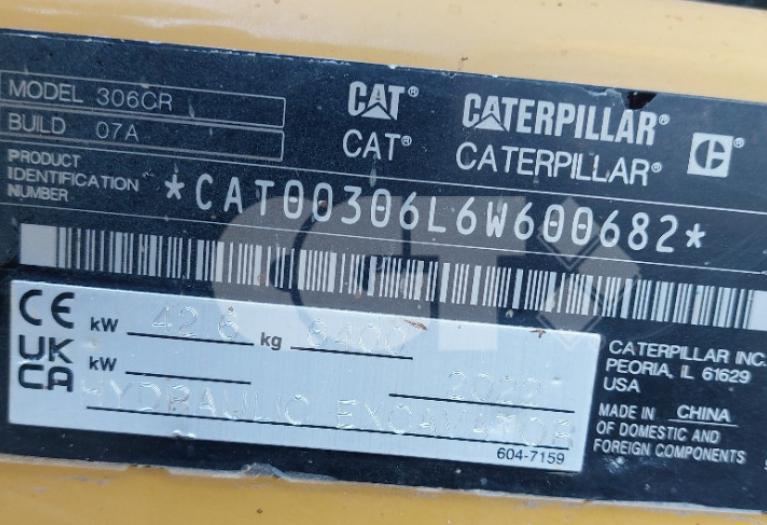 MODEL 306CR
BUILD 07A
CAT® CATERPILLAR®
CAT® CATERPILLAR®
PRODUCT
IDENTIFICATION
NUMBER
*CAT00306L6W600682*
CE kW 42.6 kg
UK
CA kW
HYDRAULIC EXCAVATOR
604-7159
CATERPILLAR INC.
PEORIA, IL 61629
USA
MADE IN CHINA
OF DOMESTIC AND
FOREIGN COMPONENTS